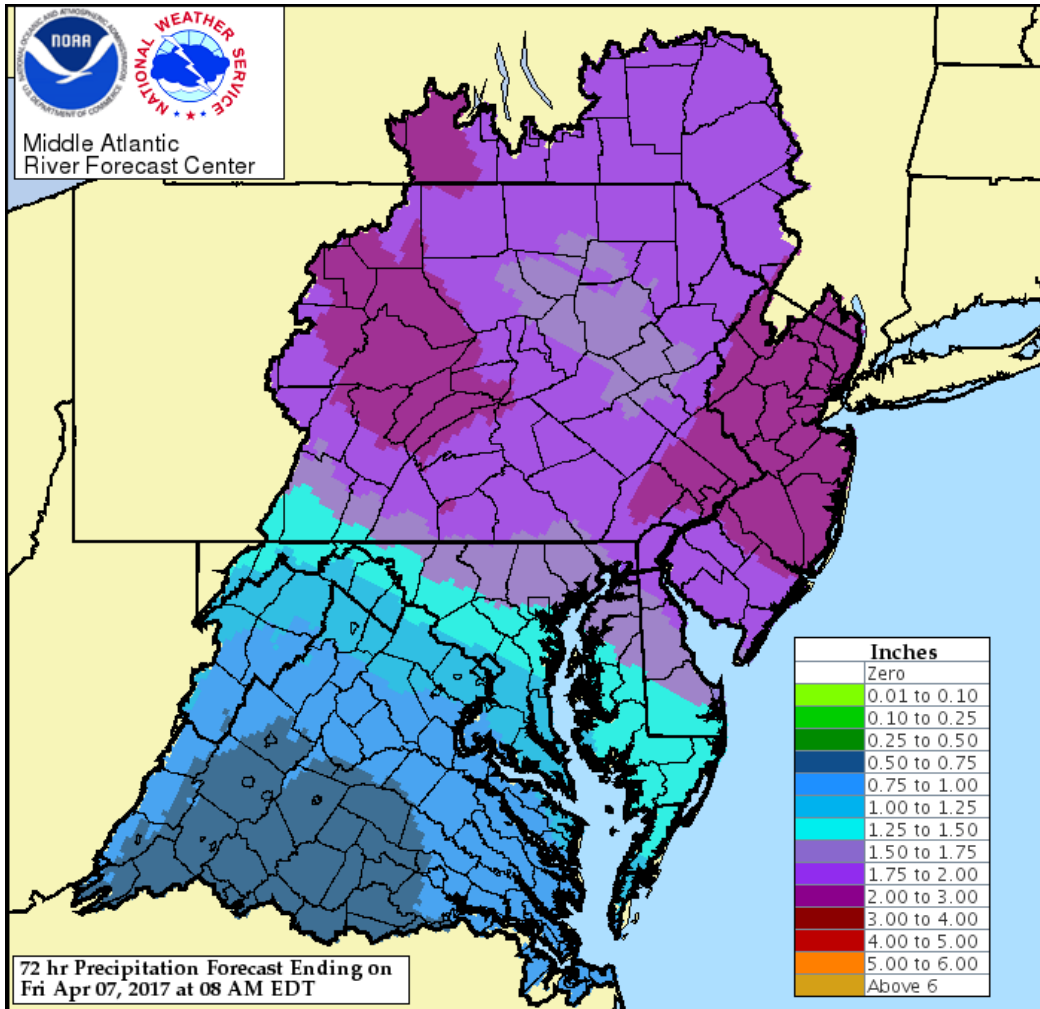 NATIONAL OCEANIC AND ATMOSPHERIC ADMINISTRATION
NOAA
U.S. DEPARTMENT OF COMMERCE
NATIONAL WEATHER SERVICE
Middle Atlantic
River Forecast Center
Inches
Zero
0.01 to 0.10
0.10 to 0.25
0.25 to 0.50
0.50 to 0.75
0.75 to 1.00
1.00 to 1.25
1.25 to 1.50
1.50 to 1.75
1.75 to 2.00
2.00 to 3.00
3.00 to 4.00
4.00 to 5.00
5.00 to 6.00
Above 6
72 hr Precipitation Forecast Ending on
Fri Apr 07, 2017 at 08 AM EDT